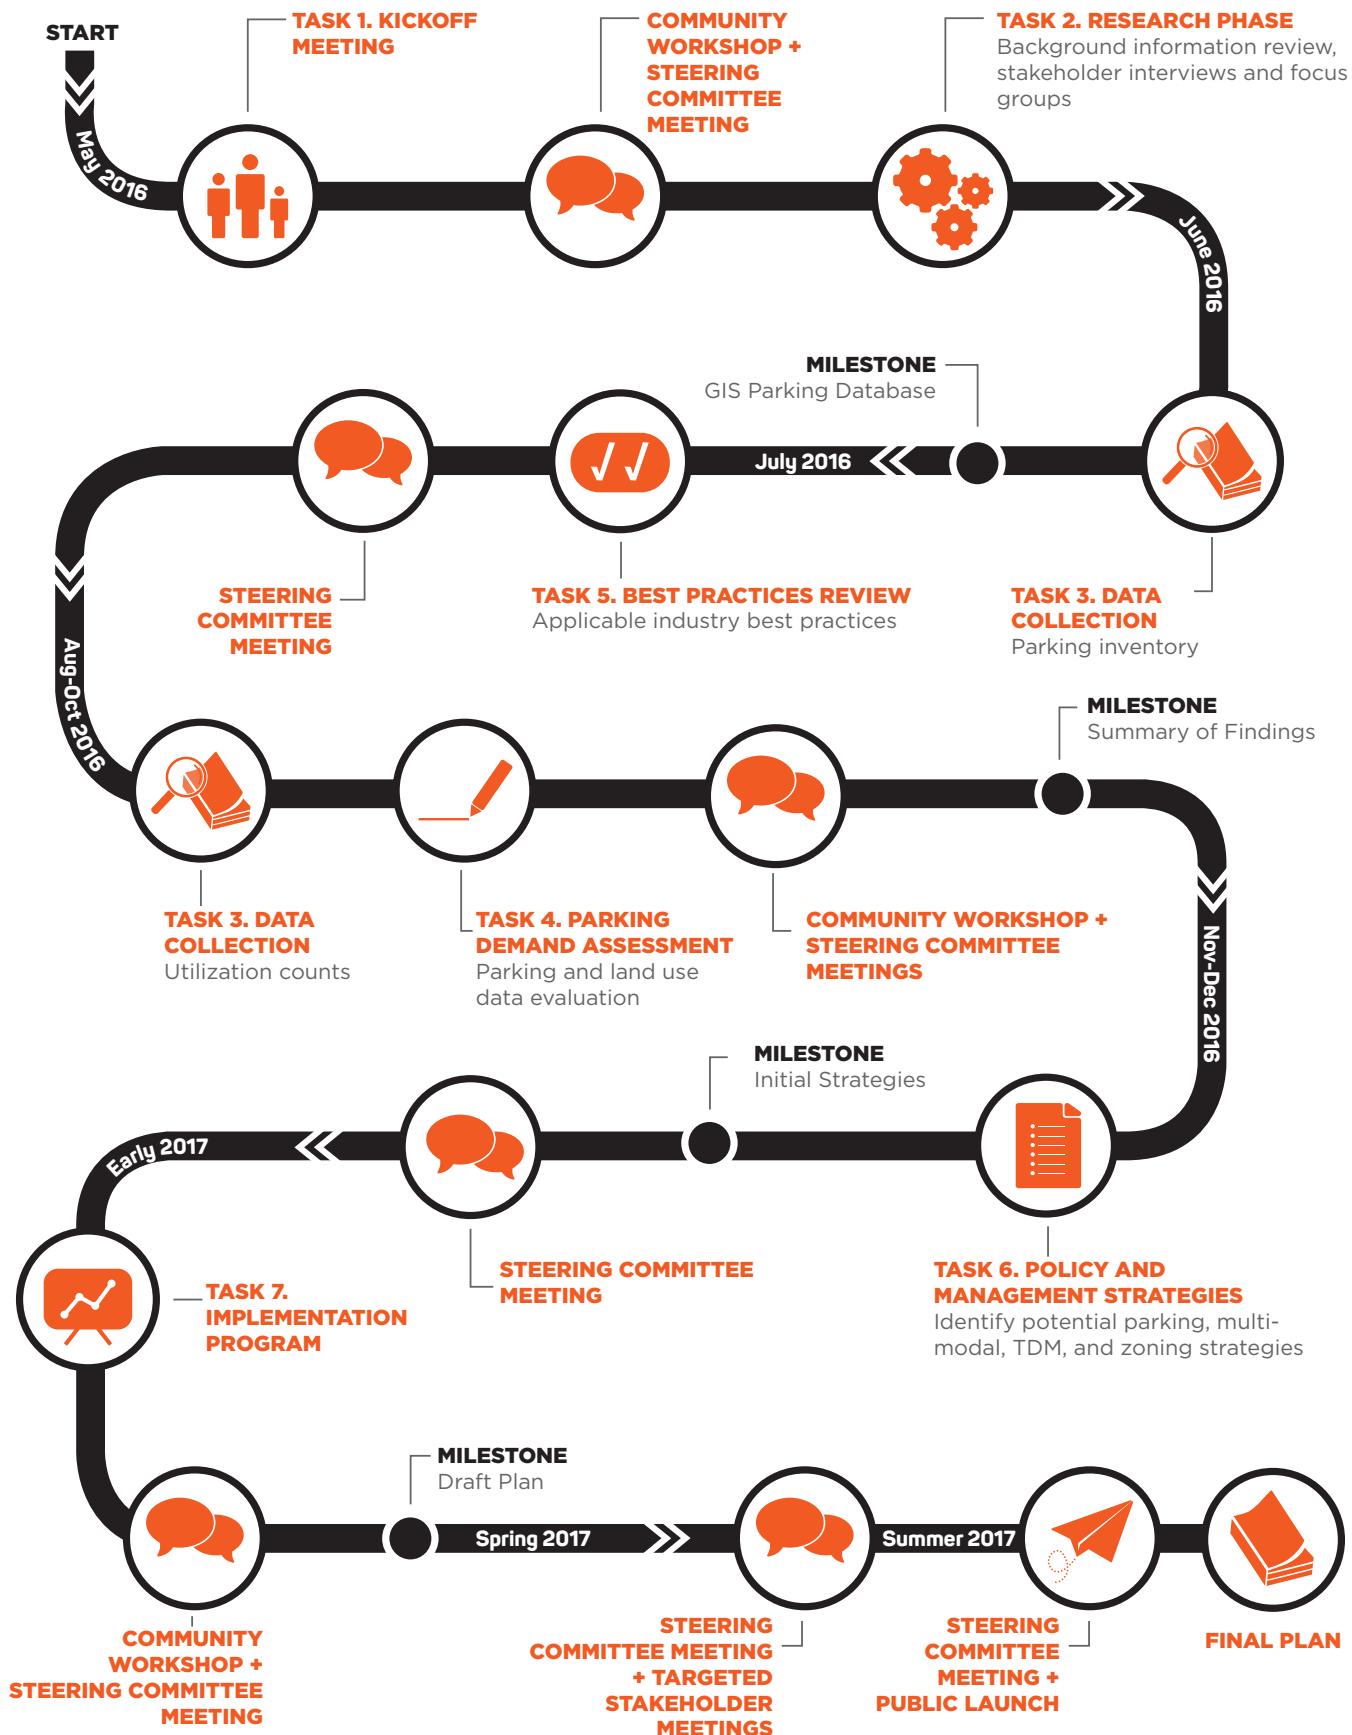 START
TASK 1. KICKOFF
MEETING
COMMUNITY
WORKSHOP +
STEERING
COMMITTEE
MEETING
TASK 2. RESEARCH PHASE
Background information review,
stakeholder interviews and focus
groups
May 2016
June 2016
MILESTONE
GIS Parking Database
July 2016
STEERING
COMMITTEE
MEETING
TASK 5. BEST PRACTICES REVIEW
Applicable industry best practices
TASK 3. DATA
COLLECTION
Parking inventory
Aug-Oct 2016
MILESTONE
Summary of Findings
TASK 3. DATA
COLLECTION
Utilization counts
TASK 4. PARKING
DEMAND ASSESSMENT
Parking and land use
data evaluation
COMMUNITY WORKSHOP +
STEERING COMMITTEE
MEETINGS
Nov-Dec 2016
MILESTONE
Initial Strategies
Early 2017
STEERING COMMITTEE
MEETING
TASK 6. POLICY AND
MANAGEMENT STRATEGIES
Identify potential parking, multi-
modal, TDM, and zoning strategies
TASK 7.
IMPLEMENTATION
PROGRAM
MILESTONE
Draft Plan
Spring 2017
Summer 2017
COMMUNITY
WORKSHOP +
STEERING COMMITTEE
MEETING
STEERING
COMMITTEE MEETING
+ TARGETED
STAKEHOLDER
MEETINGS
STEERING
COMMITTEE
MEETING +
PUBLIC LAUNCH
FINAL PLAN